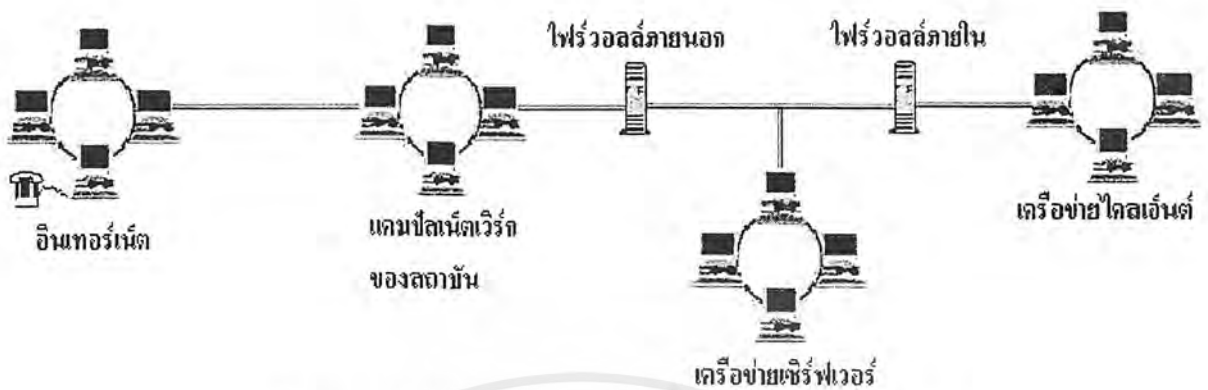 ไฟร์วอลล์ภายนอก
ไฟร์วอลล์ภายใน
อินเทอร์เน็ต
แคมปัสเน็ตเวิร์ก
ของสถาบัน
เครือข่ายไคลเอ็นต์
เครือข่ายเซิร์ฟเวอร์